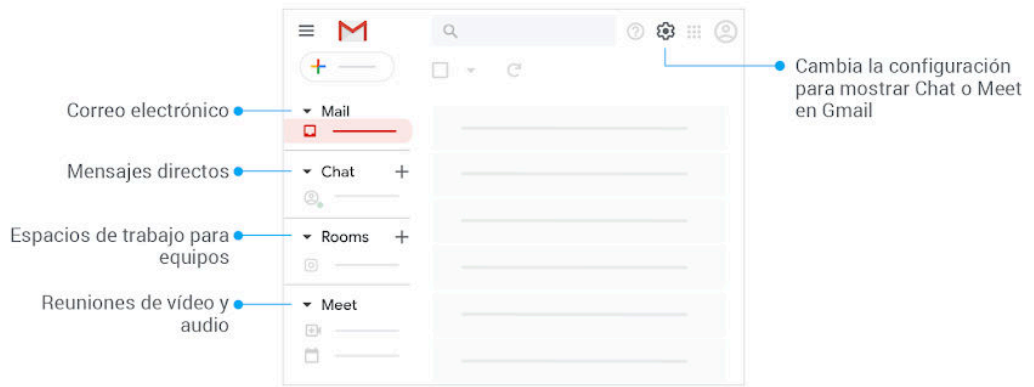 Correo electrónico
Mensajes directos
Espacios de trabajo para
equipos
Reuniones de vídeo y
audio
Mail
Chat
Rooms
Meet
Cambia la configuración
para mostrar Chat o Meet
en Gmail